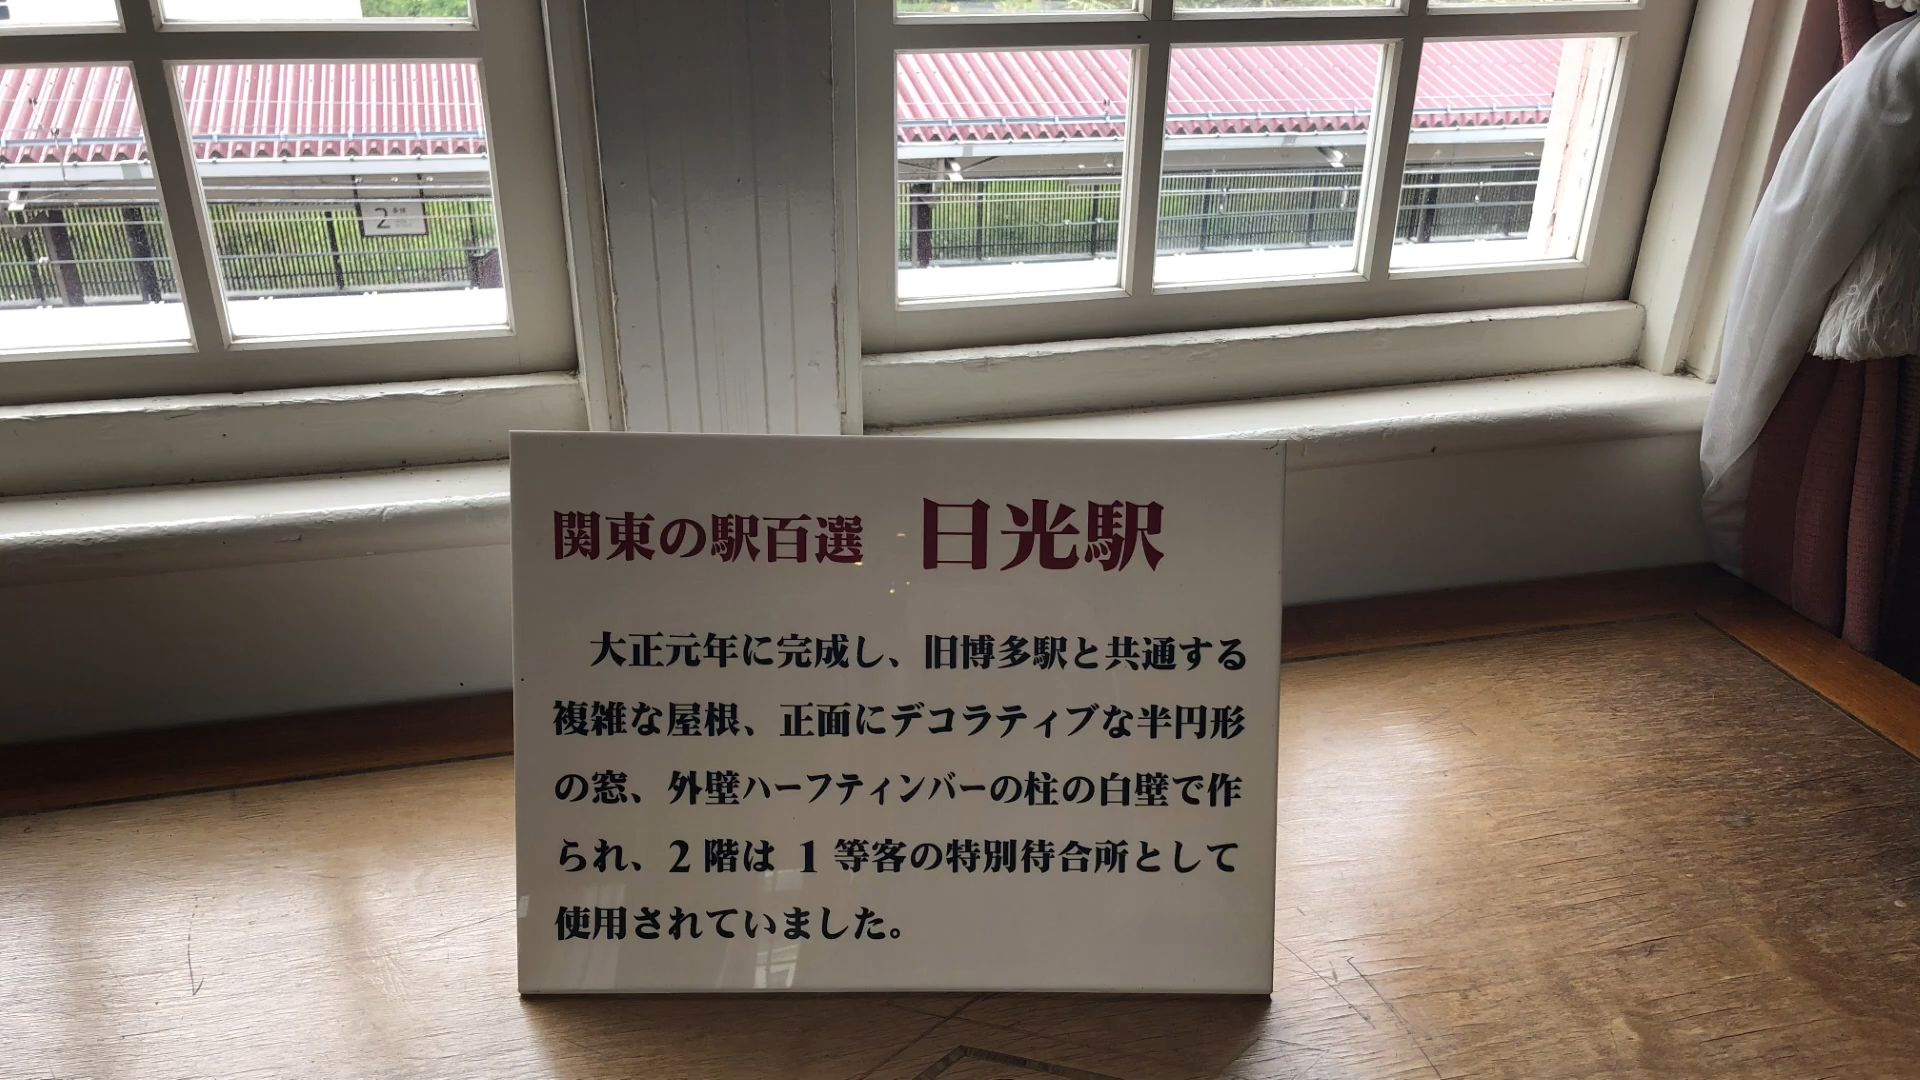 関東の駅百選 日光駅
大正元年に完成し、旧博多駅と共通する
複雑な屋根、正面にデコラティブな半円形
の窓、外壁ハーフティンバーの柱の白壁で作
られ、2階は1等客の特別待合所として
使用されていました。
2